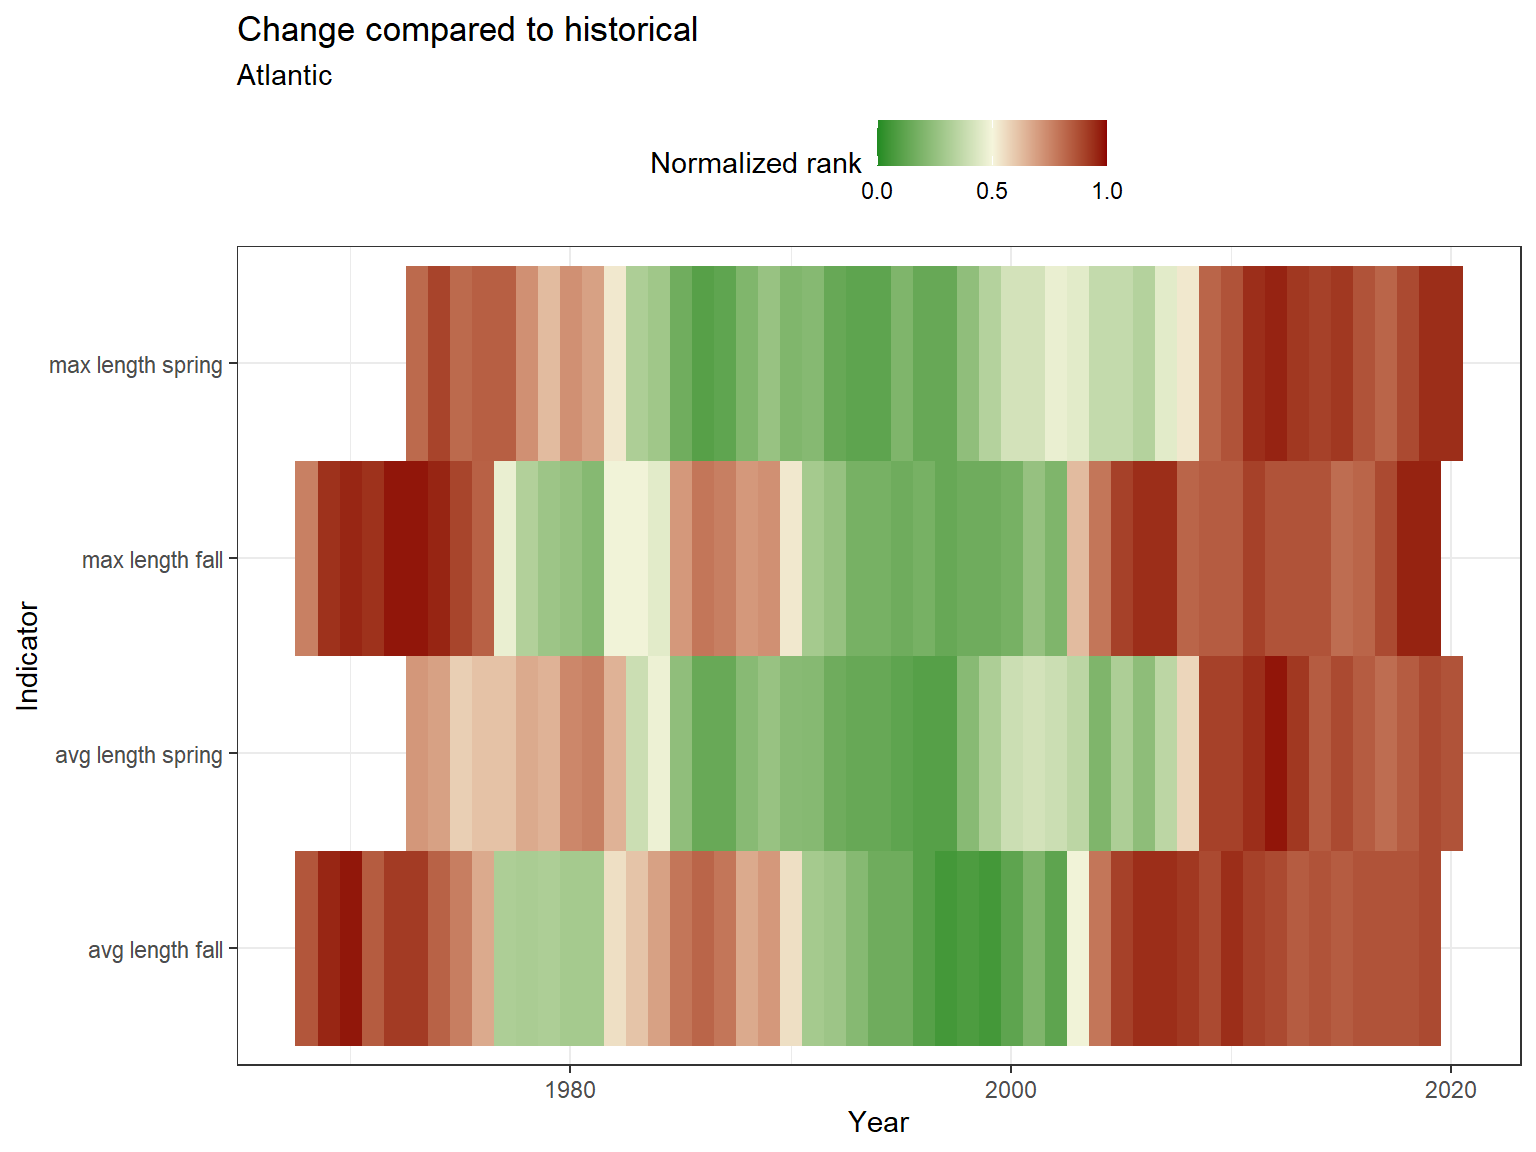 Change compared to historical
Atlantic
Normalized rank
0.0 0.5 1.0
max length spring
max length fall
avg length spring
avg length fall
Indicator
1980 2000 2020
Year